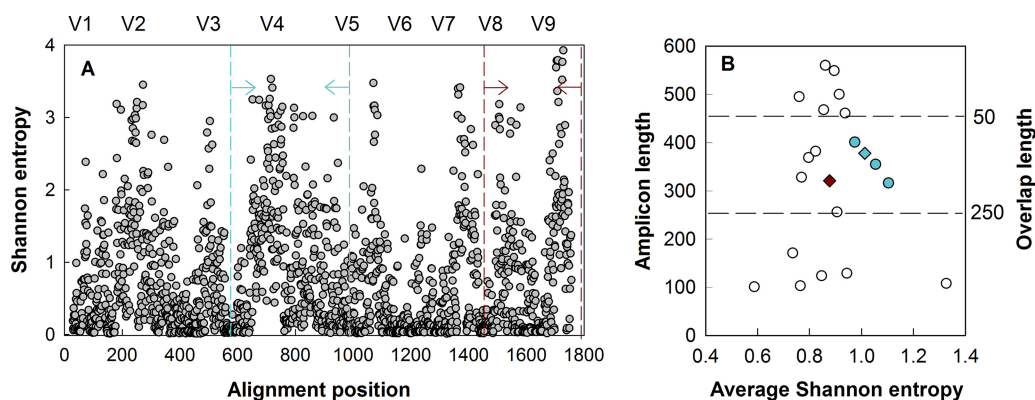 V1 V2 V3 V4 V5 V6 V7 V8 V9
A
Shannon entropy
4
3
2
1
0
0 200 400 600 800 1000 1200 1400 1600 1800
Alignment position
B
Amplicon length
600
500
400
300
200
100
0
0.4 0.6 0.8 1.0 1.2 1.4
Average Shannon entropy
50
250
Overlap length